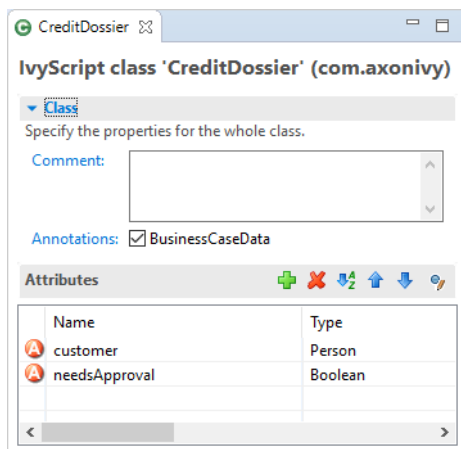 CreditDossier
IvyScript class 'CreditDossier' (com.axonivy)
Class
Specify the properties for the whole class.
Comment:
Annotations: BusinessCaseData
Attributes
Name Type
customer Person
needsApproval Boolean